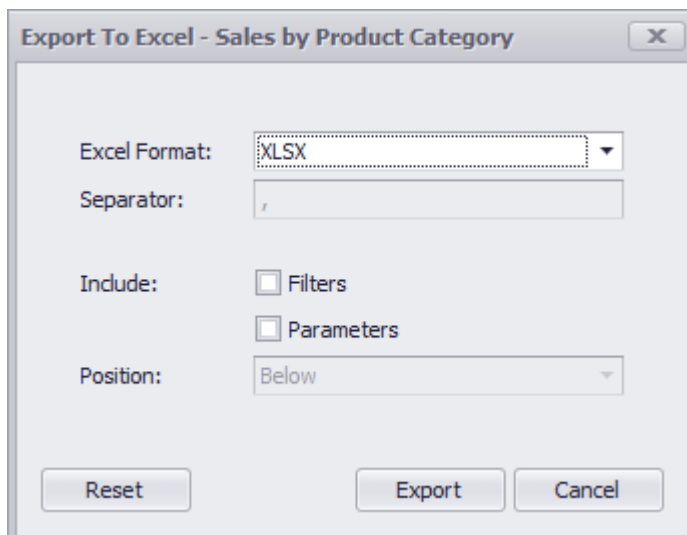 Export To Excel - Sales by Product Category
Excel Format: XLSX
Separator: ,
Include: Filters
Parameters
Position: Below
Reset Export Cancel